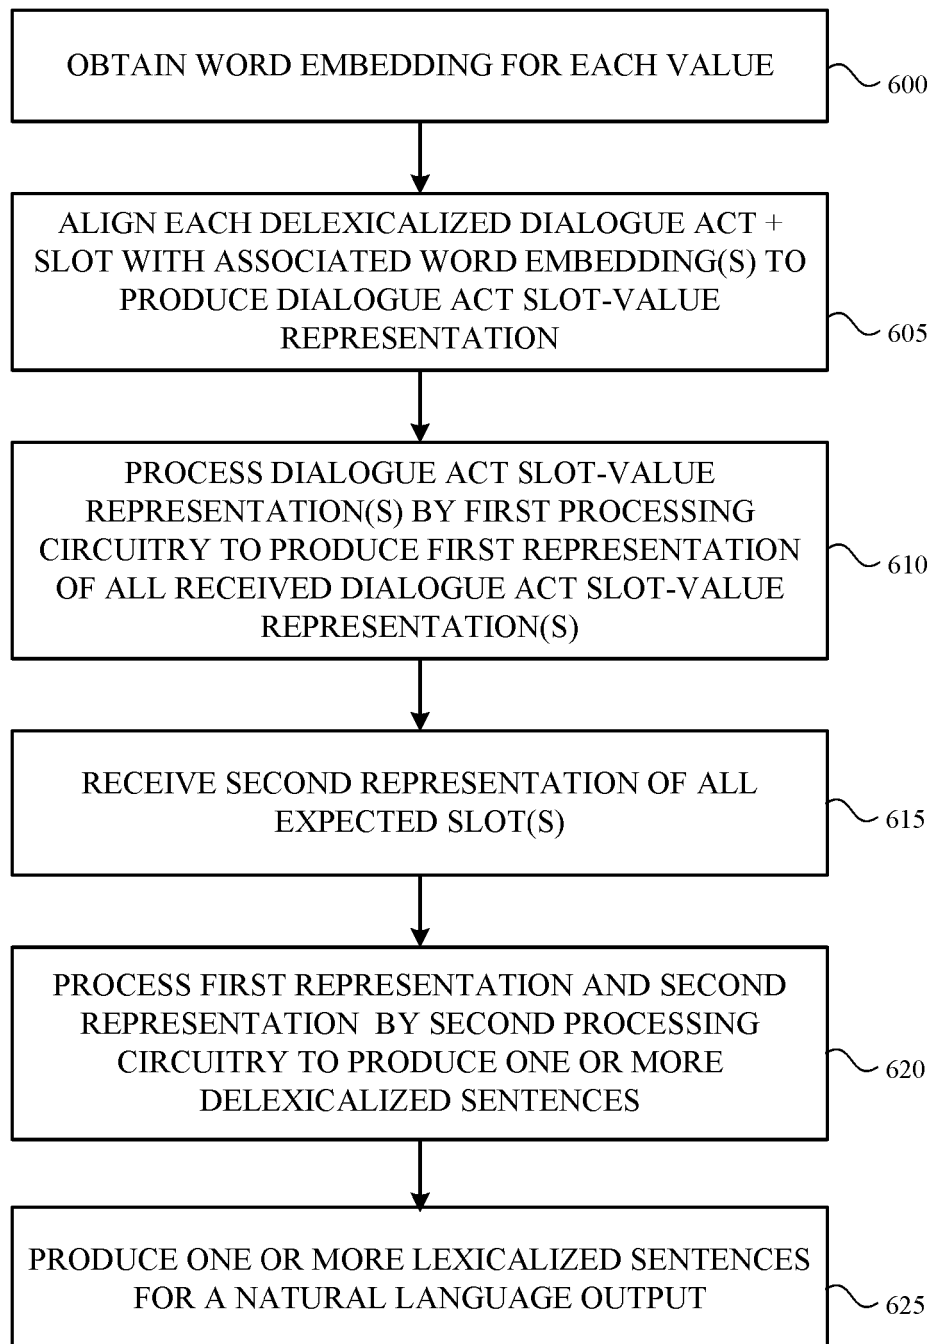 OBTAIN WORD EMBEDDING FOR EACH VALUE
600
ALIGN EACH DELEXICALIZED DIALOGUE ACT +
SLOT WITH ASSOCIATED WORD EMBEDDING(S) TO
PRODUCE DIALOGUE ACT SLOT-VALUE
REPRESENTATION
605
PROCESS DIALOGUE ACT SLOT-VALUE
REPRESENTATION(S) BY FIRST PROCESSING
CIRCUITRY TO PRODUCE FIRST REPRESENTATION
OF ALL RECEIVED DIALOGUE ACT SLOT-VALUE
REPRESENTATION(S)
610
RECEIVE SECOND REPRESENTATION OF ALL
EXPECTED SLOT(S)
615
PROCESS FIRST REPRESENTATION AND SECOND
REPRESENTATION BY SECOND PROCESSING
CIRCUITRY TO PRODUCE ONE OR MORE
DELEXICALIZED SENTENCES
620
PRODUCE ONE OR MORE LEXICALIZED SENTENCES
FOR A NATURAL LANGUAGE OUTPUT
625